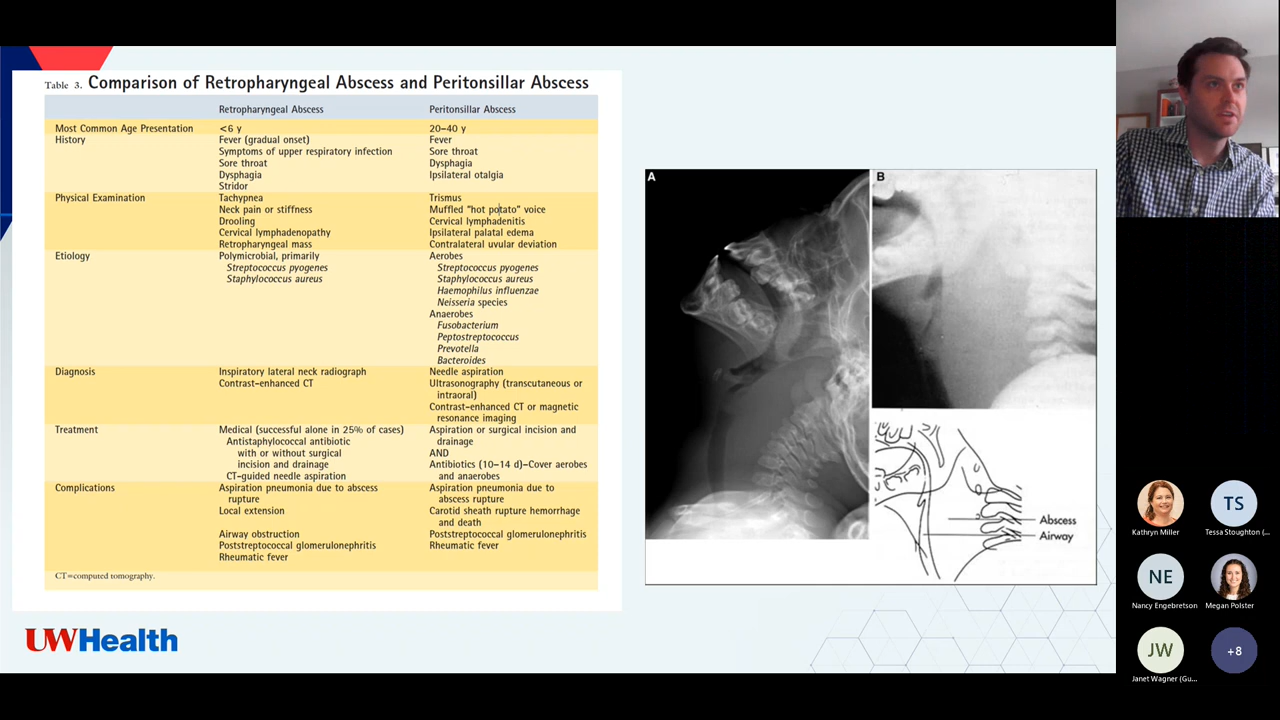 Table 3. Comparison of Retropharyngeal Abscess and Peritonsillar Abscess
Retropharyngeal Abscess Peritonsillar Abscess
Most Common Age Presentation <6 y 20–40 y
History Fever (gradual onset) Fever
Symptoms of upper respiratory infection Sore throat
Sore throat Dysphagia
Dysphagia Ipsilateral otalgia
Stridor
Physical Examination Tachypnea Trismus
Neck pain or stiffness Muffled "hot potato" voice
Drooling Cervical lymphadenitis
Cervical lymphadenopathy Ipsilateral palatal edema
Retropharyngeal mass Contralateral uvular deviation
Etiology Polymicrobial, primarily Aerobes
Streptococcus pyogenes Streptococcus pyogenes
Staphylococcus aureus Staphylococcus aureus
Haemophilus influenzae
Neisseria species
Anaerobes
Fusobacterium
Peptostreptococcus
Prevotella
Bacteroides
Diagnosis Inspiratory lateral neck radiograph Needle aspiration
Contrast-enhanced CT Ultrasonography (transcutaneous or
intraoral)
Contrast-enhanced CT or magnetic
resonance imaging
Treatment Medical (successful alone in 25% of cases) Aspiration or surgical incision and
Antistaphylococcal antibiotic drainage
with or without surgical AND
incision and drainage Antibiotics (10–14 d)–Cover aerobes
CT-guided needle aspiration and anaerobes
Complications Aspiration pneumonia due to abscess Aspiration pneumonia due to
rupture abscess rupture
Local extension Carotid sheath rupture hemorrhage
and death
Airway obstruction Poststreptococcal glomerulonephritis
Poststreptococcal glomerulonephritis Rheumatic fever
Rheumatic fever
CT=computed tomography.
UWHealth
A
B
Abscess
Airway
TS
Kathryn Miller Tessa Stoughton (...
NE
Nancy Engebretson Megan Polster
JW +8
Janet Wagner (Gu...